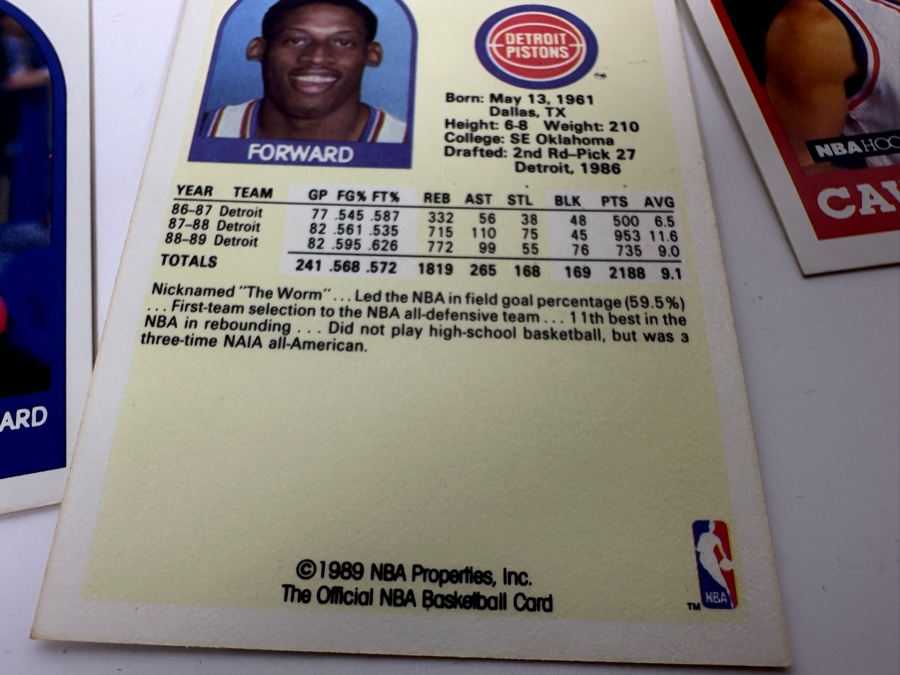 DETROIT
PISTONS
Born: May 13, 1961
Dallas, TX
Height: 6-8 Weight: 210
College: SE Oklahoma
Drafted: 2nd Rd–Pick 27
Detroit, 1986
FORWARD
YEAR TEAM GP FG% FT% REB AST STL BLK PTS AVG
86-87 Detroit 77 .545 .587 332 56 38 48 500 6.5
87-88 Detroit 82 .561 .535 715 110 75 45 953 11.6
88-89 Detroit 82 .595 .626 772 99 55 76 735 9.0
TOTALS 241 .568 .572 1819 265 168 169 2188 9.1
Nicknamed "The Worm" ... Led the NBA in field goal percentage (59.5%)
... First-team selection to the NBA all-defensive team ... 11th best in the
NBA in rebounding ... Did not play high-school basketball, but was a
three-time NAIA all-American.
©1989 NBA Properties, Inc.
The Official NBA Basketball Card
NBA
TM
ARD
NBA HOO
CAV